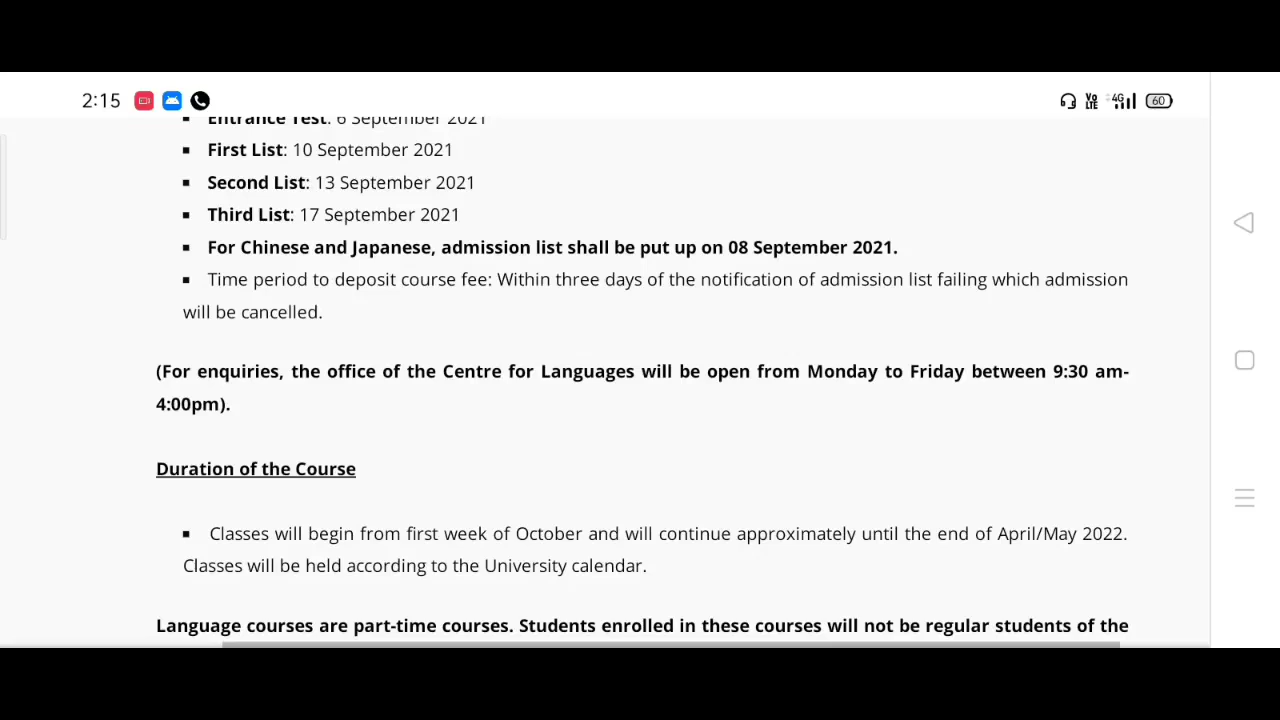 2:15
Vo
LTE
4G
60
▪ Entrance Test: 6 September 2021
▪ First List: 10 September 2021
▪ Second List: 13 September 2021
▪ Third List: 17 September 2021
▪ For Chinese and Japanese, admission list shall be put up on 08 September 2021.
▪ Time period to deposit course fee: Within three days of the notification of admission list failing which admission
will be cancelled.
(For enquiries, the office of the Centre for Languages will be open from Monday to Friday between 9:30 am-
4:00pm).
Duration of the Course
▪ Classes will begin from first week of October and will continue approximately until the end of April/May 2022.
Classes will be held according to the University calendar.
Language courses are part-time courses. Students enrolled in these courses will not be regular students of the